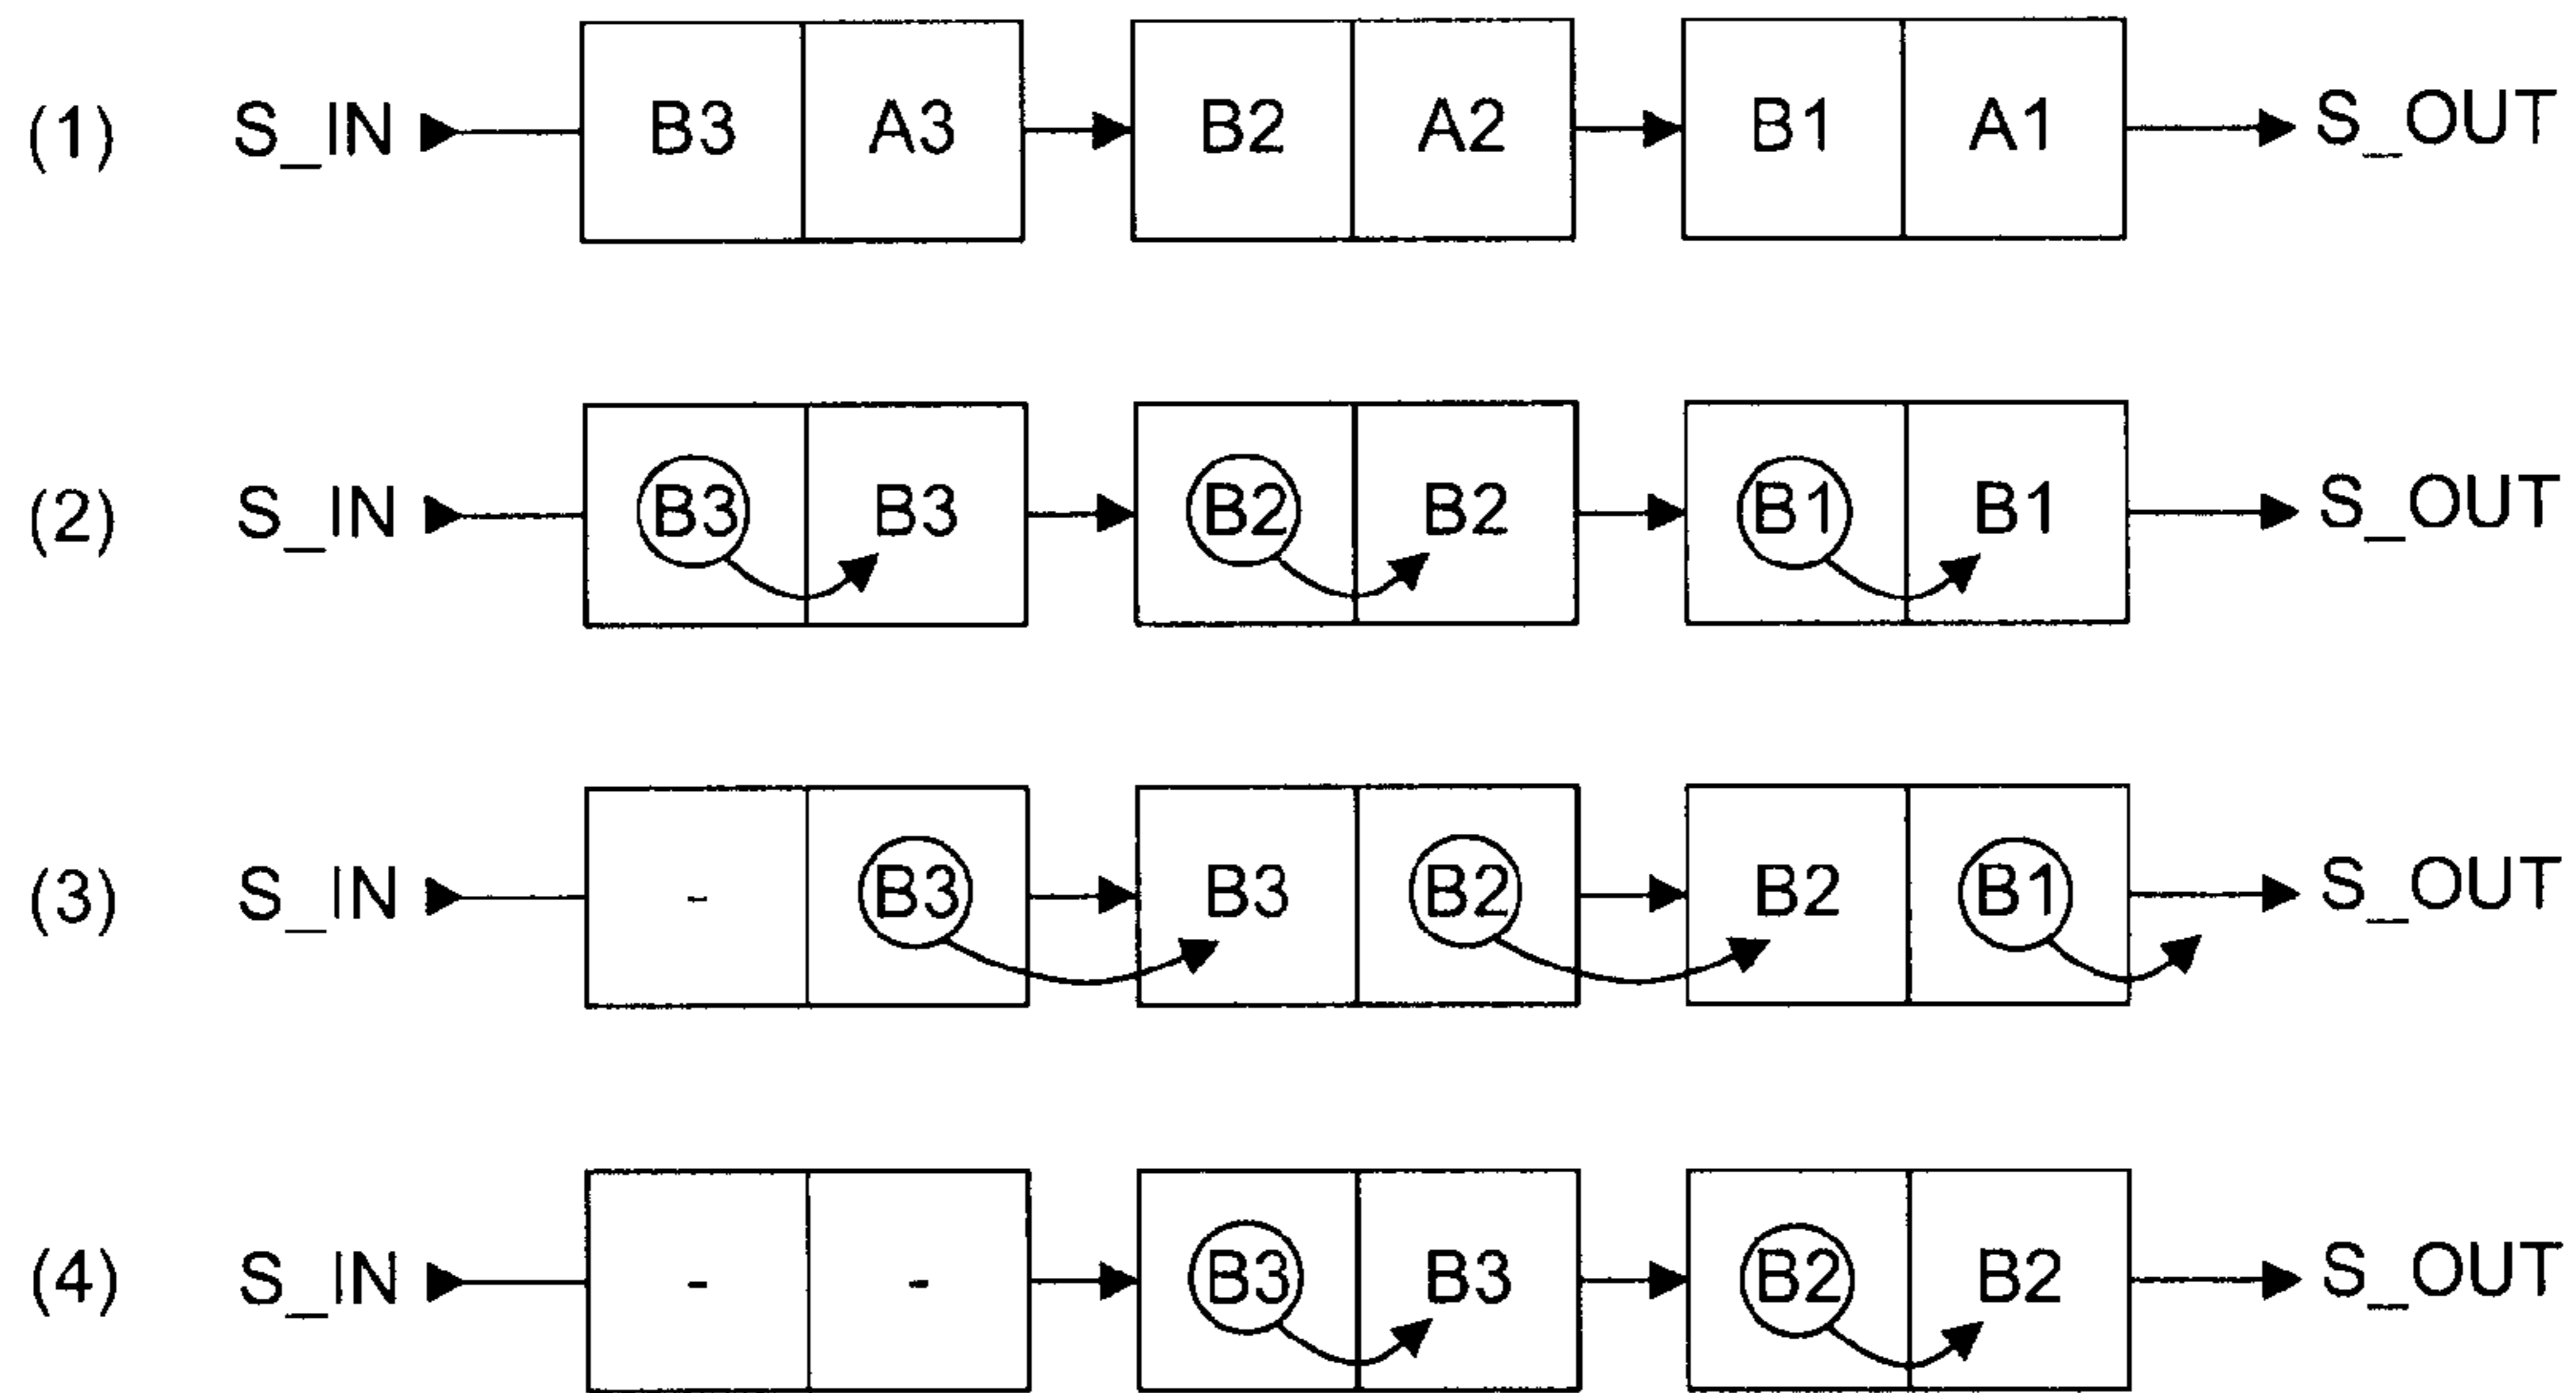 (1) S_IN B3 A3 B2 A2 B1 A1 S_OUT
(2) S_IN B3 B3 B2 B2 B1 B1 S_OUT
(3) S_IN - B3 B3 B2 B2 B1 S_OUT
(4) S_IN - - B3 B3 B2 B2 S_OUT